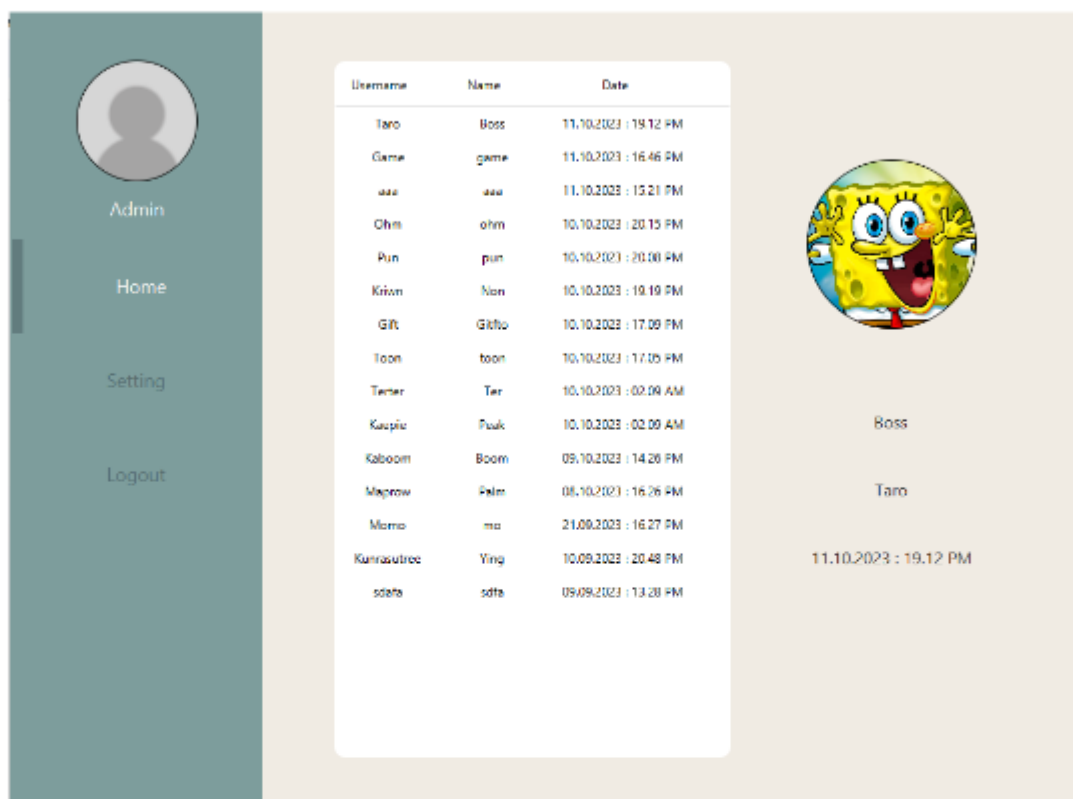 Admin
Home
Setting
Logout
Username Name Date
Taro Boss 11.10.2023 : 19.12 PM
Game game 11.10.2023 : 16.46 PM
aaa aaa 11.10.2023 : 15.21 PM
Ohm ohm 10.10.2023 : 20.15 PM
Pun pun 10.10.2023 : 20.08 PM
Kriwn Non 10.10.2023 : 19.19 PM
Gift Gitfto 10.10.2023 : 17.09 PM
Toon toon 10.10.2023 : 17.05 PM
Terter Ter 10.10.2023 : 02.09 AM
Kaupie Peak 10.10.2023 : 02.09 AM
Kaboom Boom 09.10.2023 : 14.26 PM
Maprow Palm 08.10.2023 : 16.26 PM
Momo mo 21.09.2023 : 16.27 PM
Kunrasutree Ying 10.09.2023 : 20.48 PM
sdafa sdfa 09.09.2023 : 13.28 PM
Boss
Taro
11.10.2023 : 19.12 PM